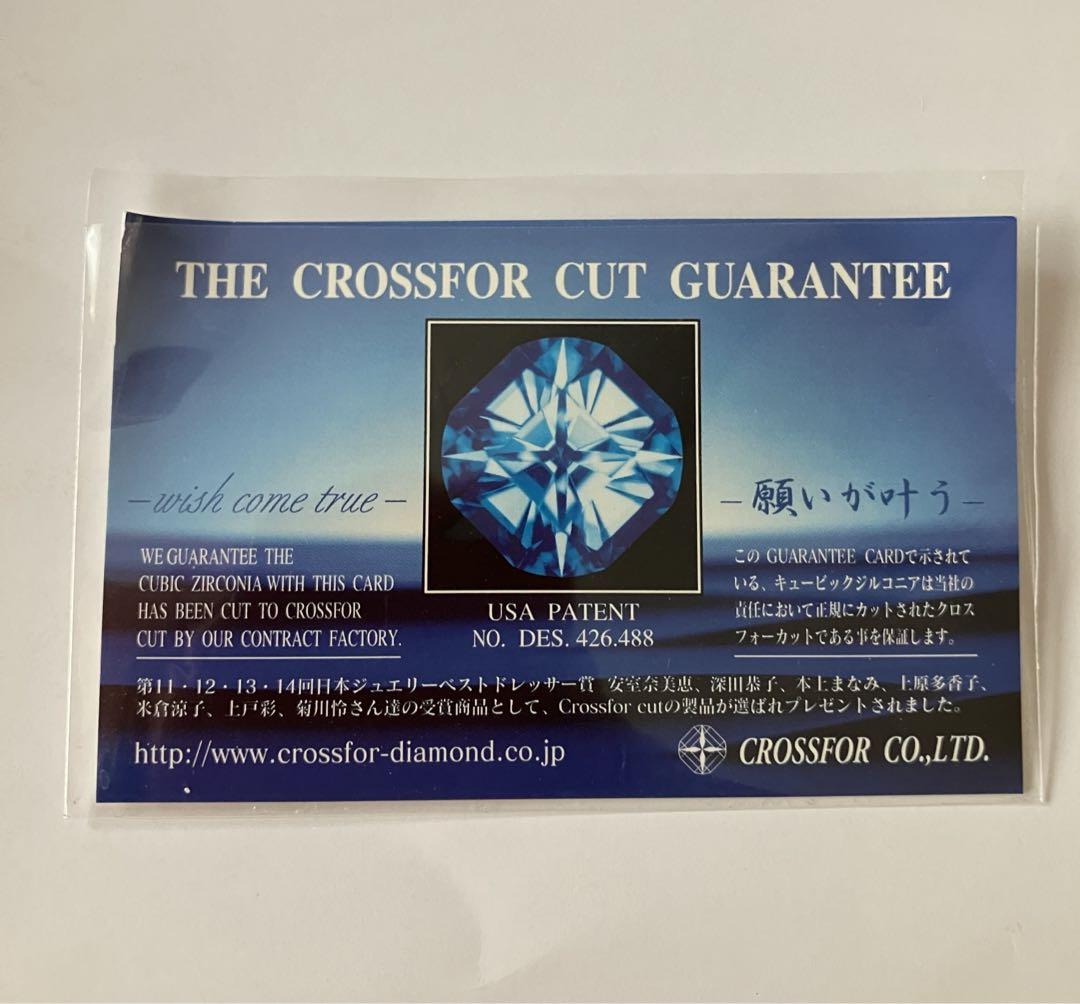 THE CROSSFOR CUT GUARANTEE
—wish come true—
WE GUARANTEE THE
CUBIC ZIRCONIA WITH THIS CARD
HAS BEEN CUT TO CROSSFOR
CUT BY OUR CONTRACT FACTORY.
USA PATENT
NO. DES. 426.488
—願いが叶う—
この GUARANTEE CARDで示されて
いる、キュービックジルコニアは当社の
責任において正規にカットされたクロス
フォーカットである事を保証します。
第11・12・13・14回日本ジュエリーベストドレッサー賞 安室奈美恵、深田恭子、本上まなみ、上原多香子、
米倉涼子、上戸彩、菊川怜さん達の受賞商品として、Crossfor cutの製品が選ばれプレゼントされました。
http://www.crossfor-diamond.co.jp
CROSSFOR CO.,LTD.